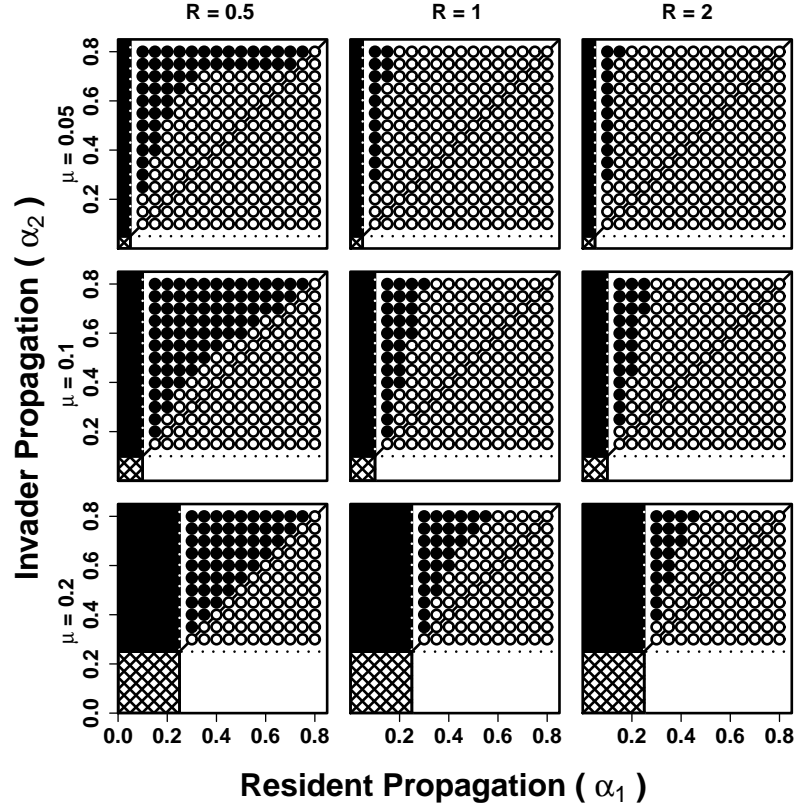 R = 0.5 R = 1 R = 2
Invader Propagation ( α2)
μ = 0.05
0.2 0.4 0.6 0.8
μ = 0.1
0.2 0.4 0.6 0.8
μ = 0.2
0.0 0.2 0.4 0.6 0.8
0.0 0.2 0.4 0.6 0.8
0.2 0.4 0.6 0.8
0.2 0.4 0.6 0.8
Resident Propagation ( α1)